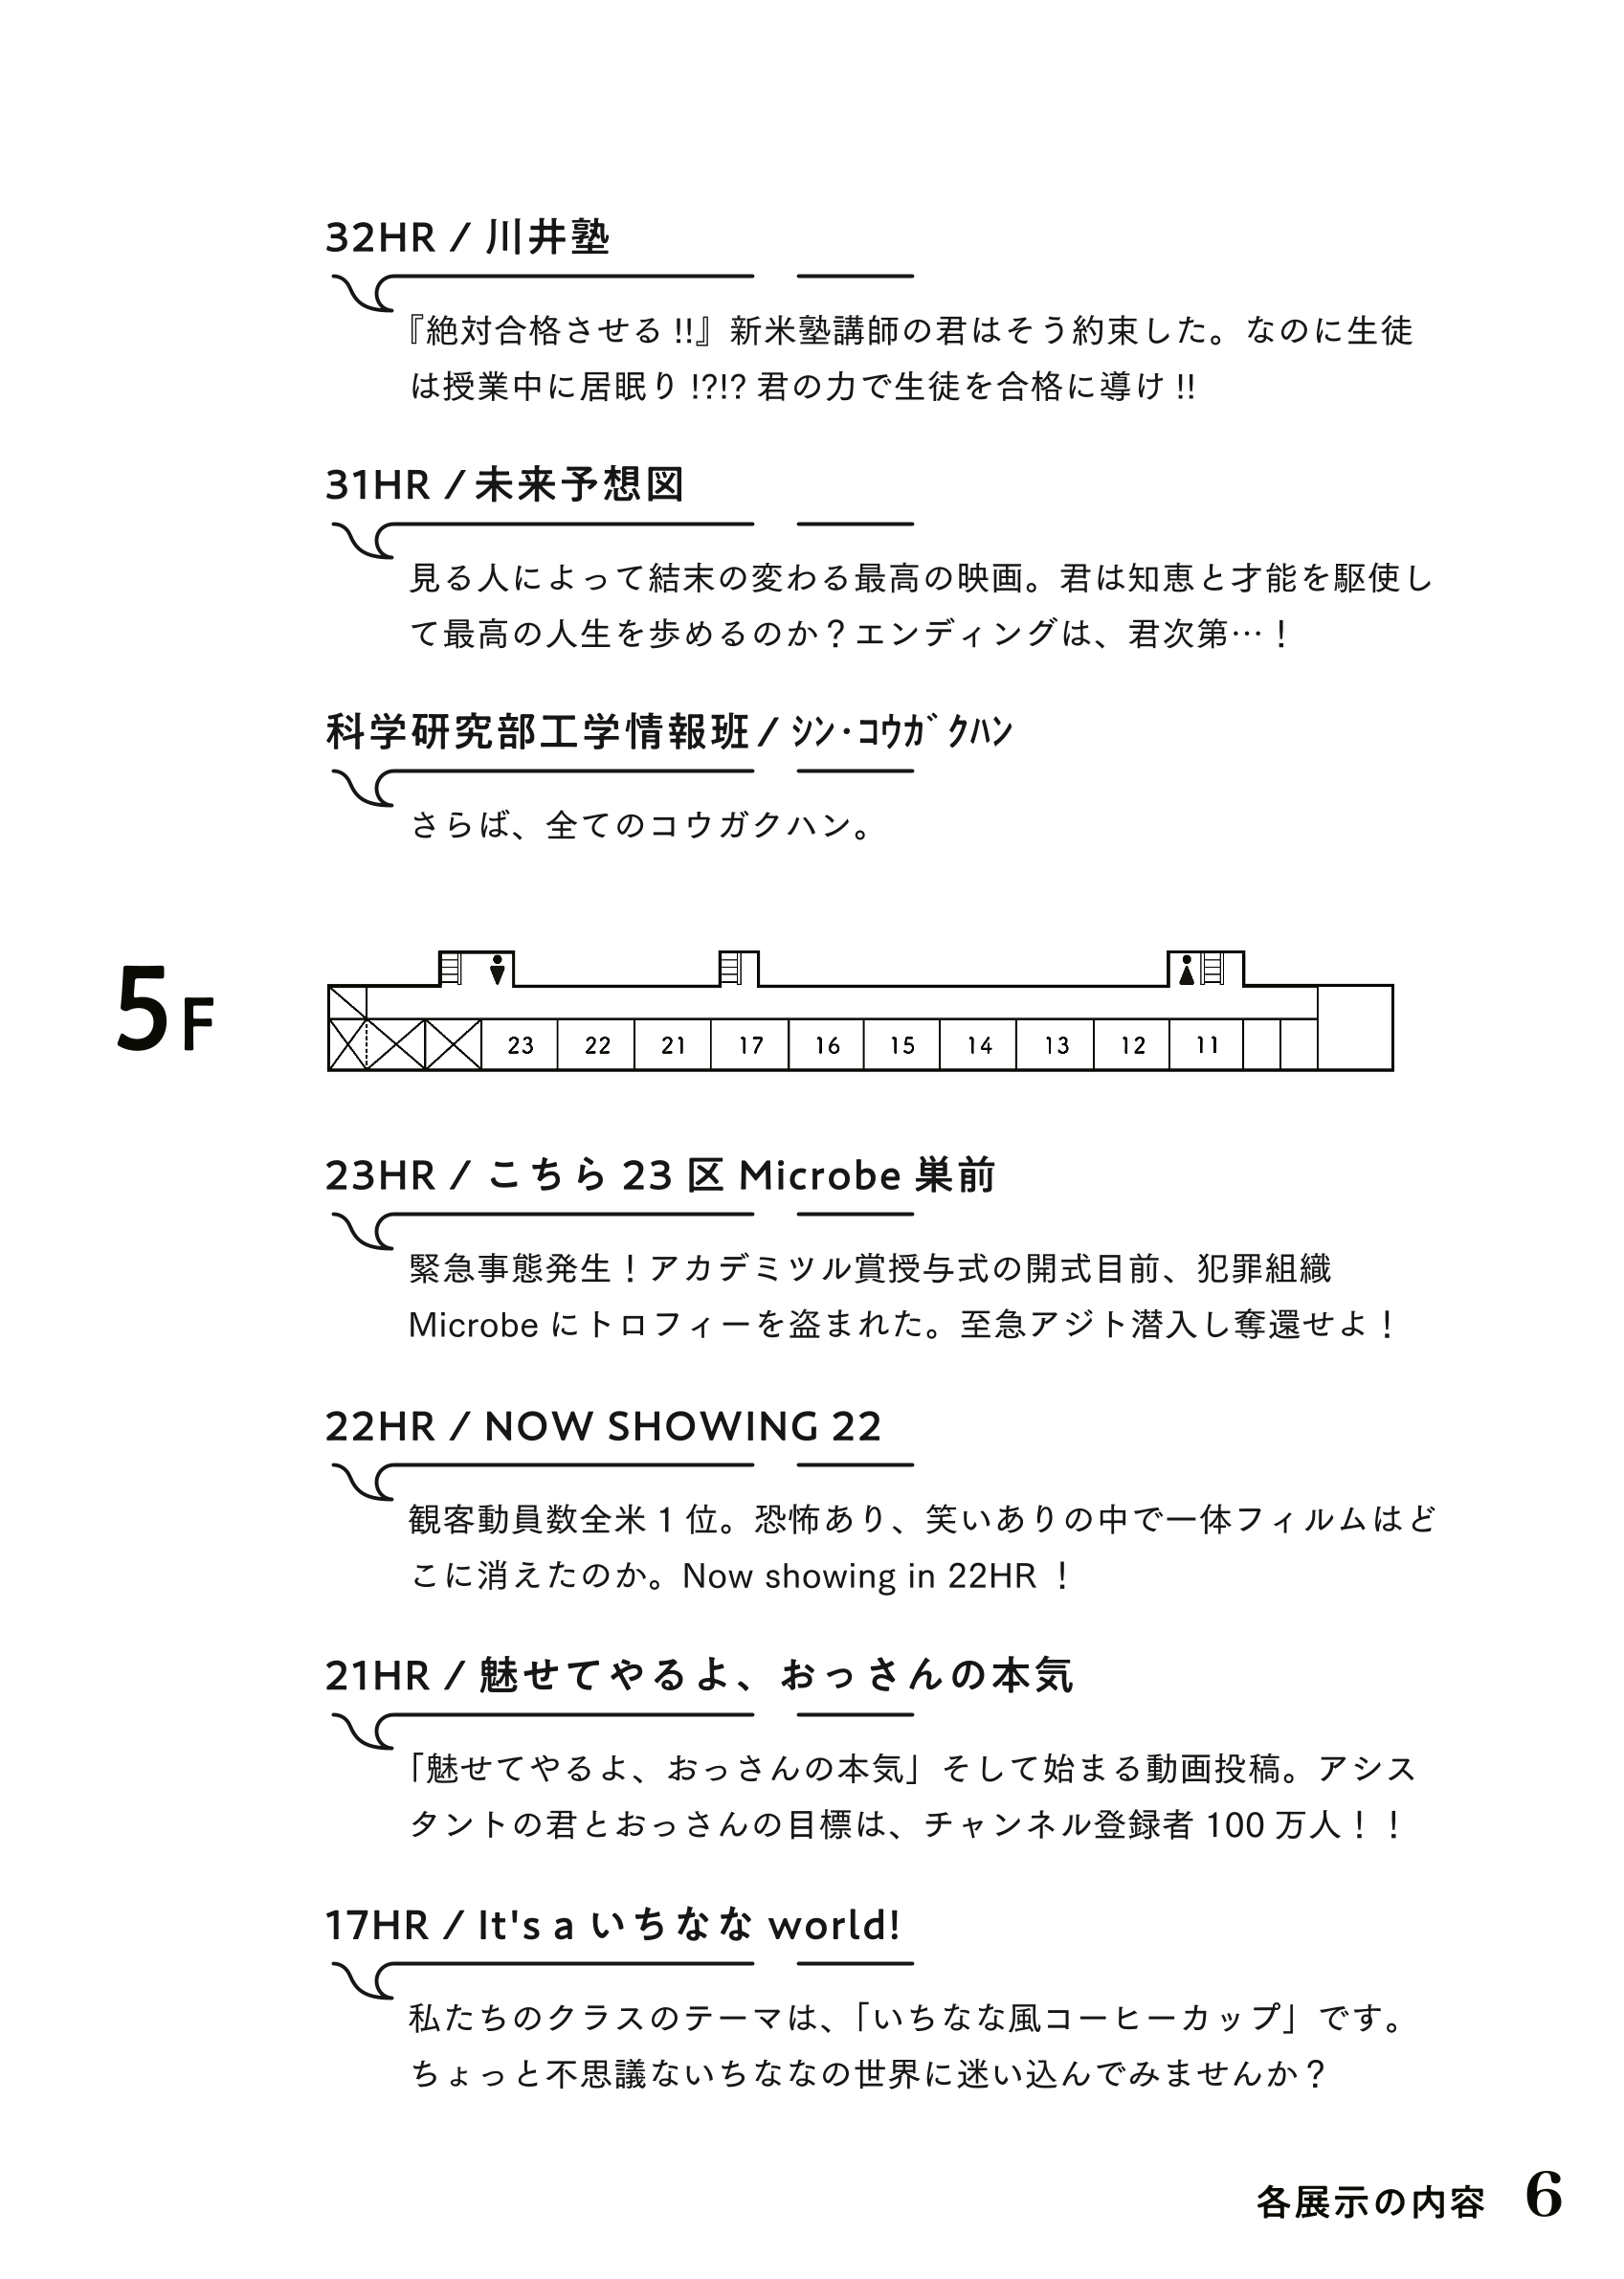 32HR / 川井塾
『絶対合格させる !!』新米塾講師の君はそう約束した。なのに生徒
は授業中に居眠り !?!? 君の力で生徒を合格に導け !!
31HR / 未来予想図
見る人によって結末の変わる最高の映画。君は知恵と才能を駆使し
て最高の人生を歩めるのか？エンディングは、君次第…！
科学研究部工学情報班 / ｼﾝ･ｺｳｶﾞｸﾊﾝ
さらば、全てのコウガクハン。
5F
23 22 21 17 16 15 14 13 12 11
23HR / こちら 23 区 Microbe 巣前
緊急事態発生！アカデミツル賞授与式の開式目前、犯罪組織
Microbe にトロフィーを盗まれた。至急アジト潜入し奪還せよ！
22HR / NOW SHOWING 22
観客動員数全米 1 位。恐怖あり、笑いありの中で一体フィルムはど
こに消えたのか。Now showing in 22HR ！
21HR / 魅せてやるよ、おっさんの本気
「魅せてやるよ、おっさんの本気」そして始まる動画投稿。アシス
タントの君とおっさんの目標は、チャンネル登録者 100 万人！！
17HR / It's a いちなな world!
私たちのクラスのテーマは、「いちなな風コーヒーカップ」です。
ちょっと不思議ないちななの世界に迷い込んでみませんか？
各展示の内容 6